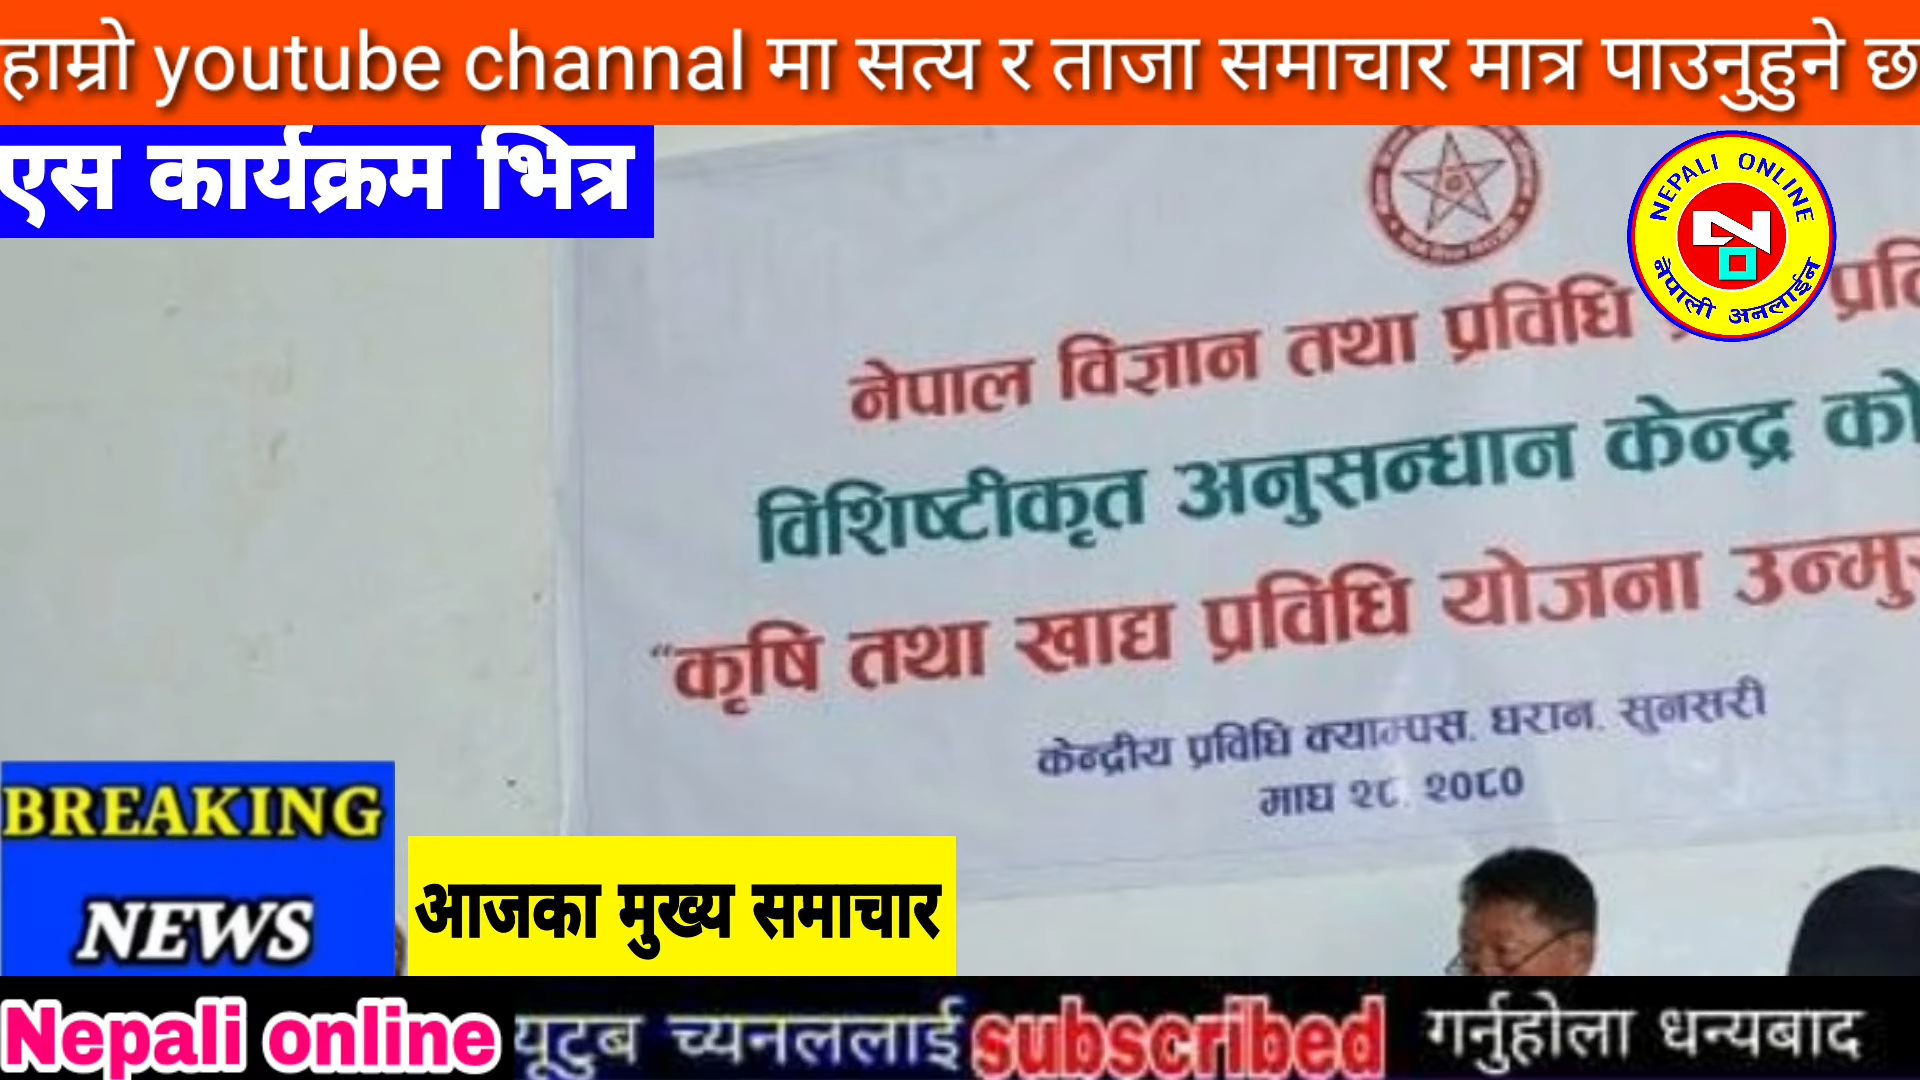 हाम्रो youtube channal मा सत्य र ताजा समाचार मात्र पाउनुहुने छ
एस कार्यक्रम भित्र
NEPALI ONLINE
नेपाली अनलाईन
नेपाल विज्ञान तथा प्रविधि
विशिष्टीकृत अनुसन्धान केन्द्र
"कृषि तथा खाद्य प्रविधि योजना
केन्द्रीय प्रविधि क्याम्पस, धरान, सुनसरी
माघ २८, २०८०
BREAKING
NEWS
आजका मुख्य समाचार
Nepali online यूटुब च्यनललाई subscribed गर्नुहोला धन्यबाद